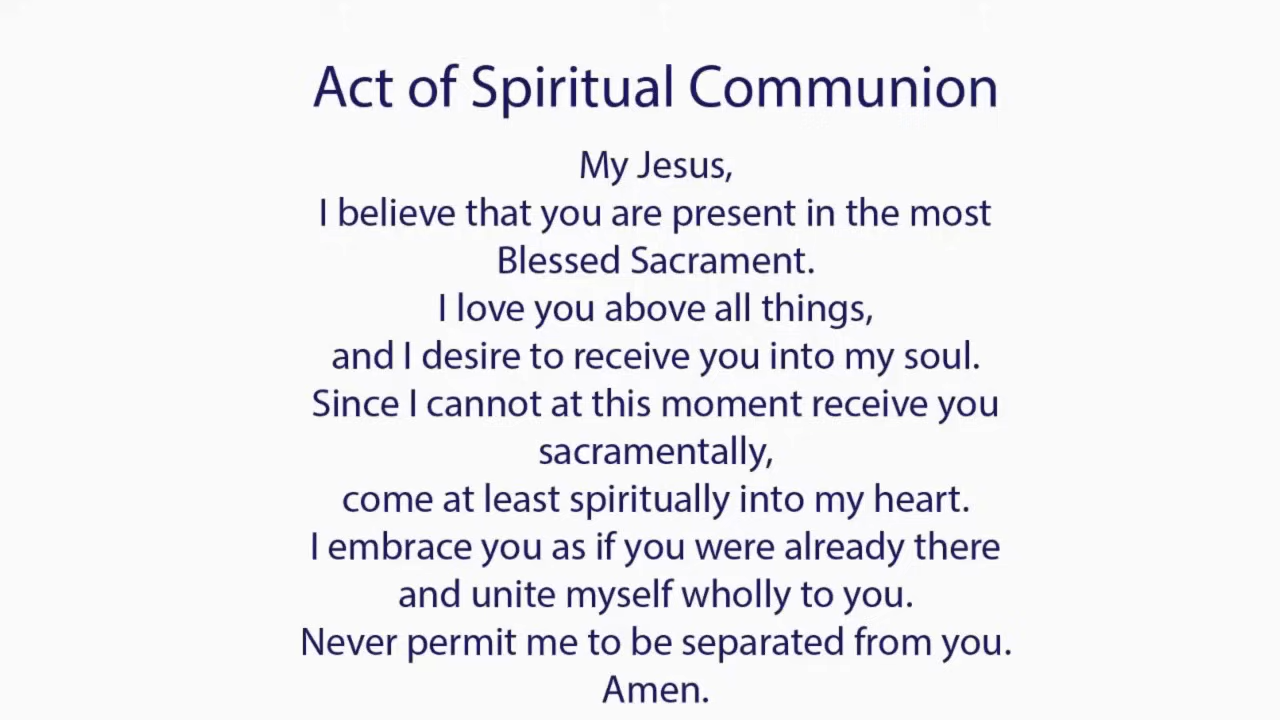 Act of Spiritual Communion
My Jesus,
I believe that you are present in the most
Blessed Sacrament.
I love you above all things,
and I desire to receive you into my soul.
Since I cannot at this moment receive you
sacramentally,
come at least spiritually into my heart.
I embrace you as if you were already there
and unite myself wholly to you.
Never permit me to be separated from you.
Amen.